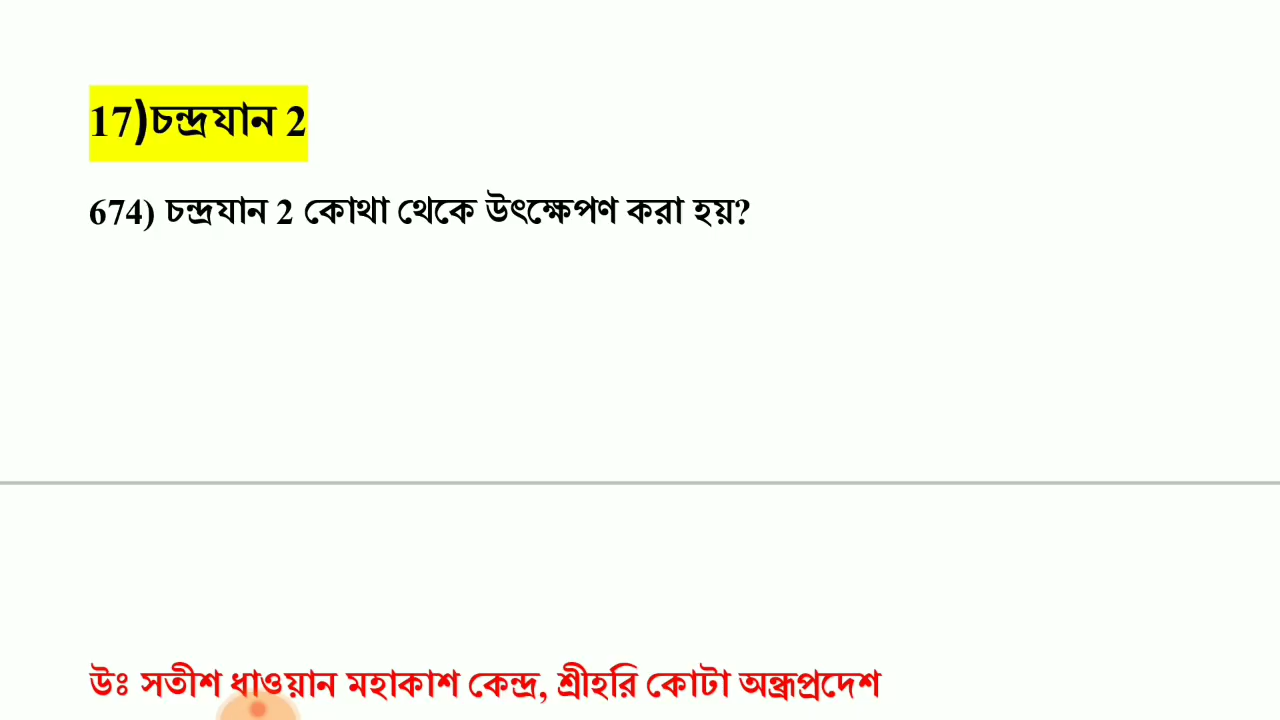 17)চন্দ্রযান 2
674) চন্দ্রযান 2 কোথা থেকে উৎক্ষেপণ করা হয়?
উঃ সতীশ ধাওয়ান মহাকাশ কেন্দ্র, শ্রীহরি কোটা অন্ধ্রপ্রদেশ